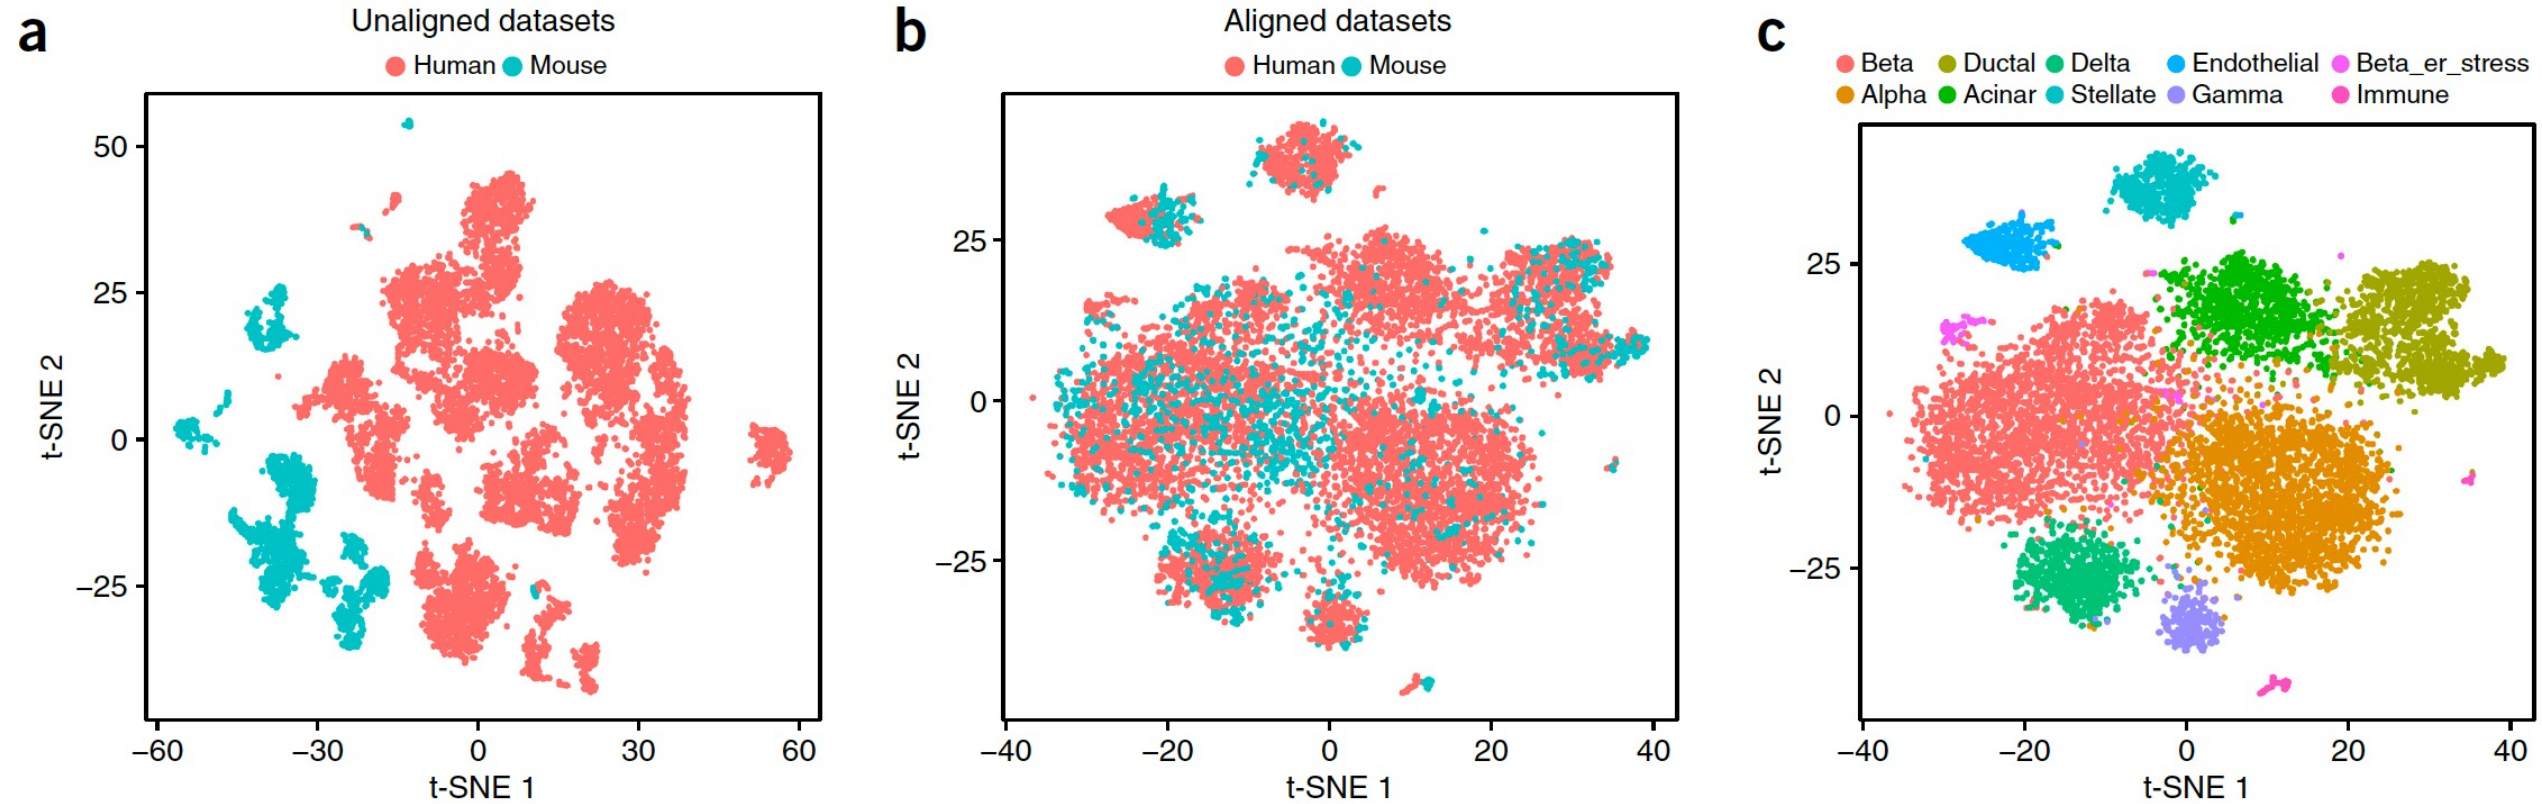 a
Unaligned datasets
Human Mouse
50
25
0
−25
t-SNE 2
−60 −30 0 30 60
t-SNE 1
b
Aligned datasets
Human Mouse
25
0
−25
t-SNE 2
−40 −20 0 20 40
t-SNE 1
c
Beta Ductal Delta Endothelial Beta_er_stress
Alpha Acinar Stellate Gamma Immune
25
0
−25
t-SNE 2
−40 −20 0 20 40
t-SNE 1